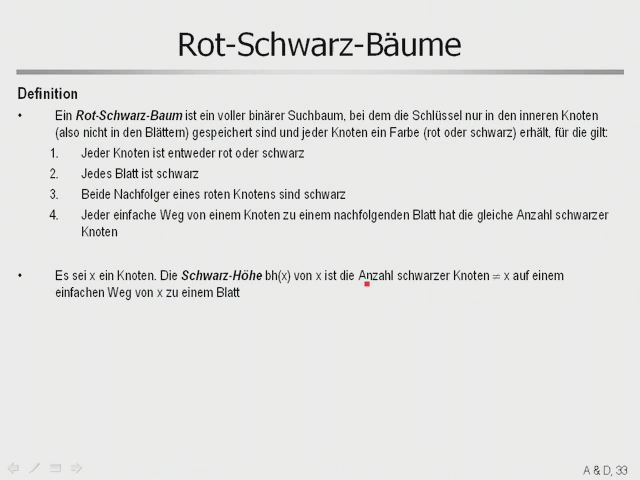 Rot-Schwarz-Bäume
Definition
• Ein Rot-Schwarz-Baum ist ein voller binärer Suchbaum, bei dem die Schlüssel nur in den inneren Knoten
(also nicht in den Blättern) gespeichert sind und jeder Knoten ein Farbe (rot oder schwarz) erhält, für die gilt:
1. Jeder Knoten ist entweder rot oder schwarz
2. Jedes Blatt ist schwarz
3. Beide Nachfolger eines roten Knotens sind schwarz
4. Jeder einfache Weg von einem Knoten zu einem nachfolgenden Blatt hat die gleiche Anzahl schwarzer
Knoten
• Es sei x ein Knoten. Die Schwarz-Höhe bh(x) von x ist die Anzahl schwarzer Knoten ≠ x auf einem
einfachen Weg von x zu einem Blatt
A & D, 33